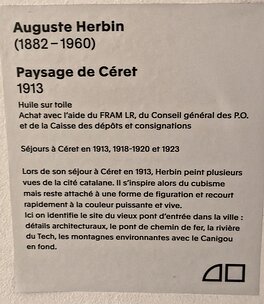 Auguste Herbin
(1882–1960)
Paysage de Céret
1913
Huile sur toile
Achat avec l'aide du FRAM LR, du Conseil général des P.O.
et de la Caisse des dépôts et consignations
Séjours à Céret en 1913, 1918-1920 et 1923
Lors de son séjour à Céret en 1913, Herbin peint plusieurs
vues de la cité catalane. Il s'inspire alors du cubisme
mais reste attaché à une forme de figuration et recourt
rapidement à la couleur puissante et vive.
Ici on identifie le site du vieux pont d'entrée dans la ville :
détails architecturaux, le pont de chemin de fer, la rivière
du Tech, les montagnes environnantes avec le Canigou
en fond.